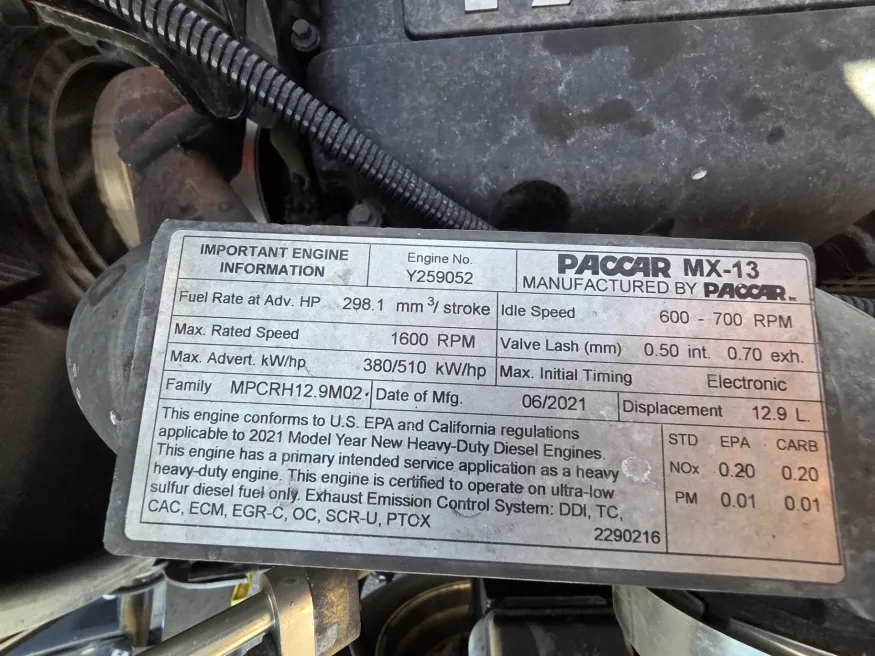 IMPORTANT ENGINE
INFORMATION
Engine No.
Y259052
PACCAR MX-13
MANUFACTURED BY PACCAR INC
Fuel Rate at Adv. HP 298.1 mm³/stroke
Idle Speed 600 - 700 RPM
Max. Rated Speed 1600 RPM
Valve Lash (mm) 0.50 int. 0.70 exh.
Max. Advert. kW/hp 380/510 kW/hp
Max. Initial Timing Electronic
Family MPCRH12.9M02
Date of Mfg. 06/2021
Displacement 12.9 L
This engine conforms to U.S. EPA and California regulations
applicable to 2021 Model Year New Heavy-Duty Diesel Engines.
This engine has a primary intended service application as a heavy
heavy-duty engine. This engine is certified to operate on ultra-low
sulfur diesel fuel only. Exhaust Emission Control System: DDI, TC,
CAC, ECM, EGR-C, OC, SCR-U, PTOX
2290216
STD EPA CARB
NOx 0.20 0.20
PM 0.01 0.01